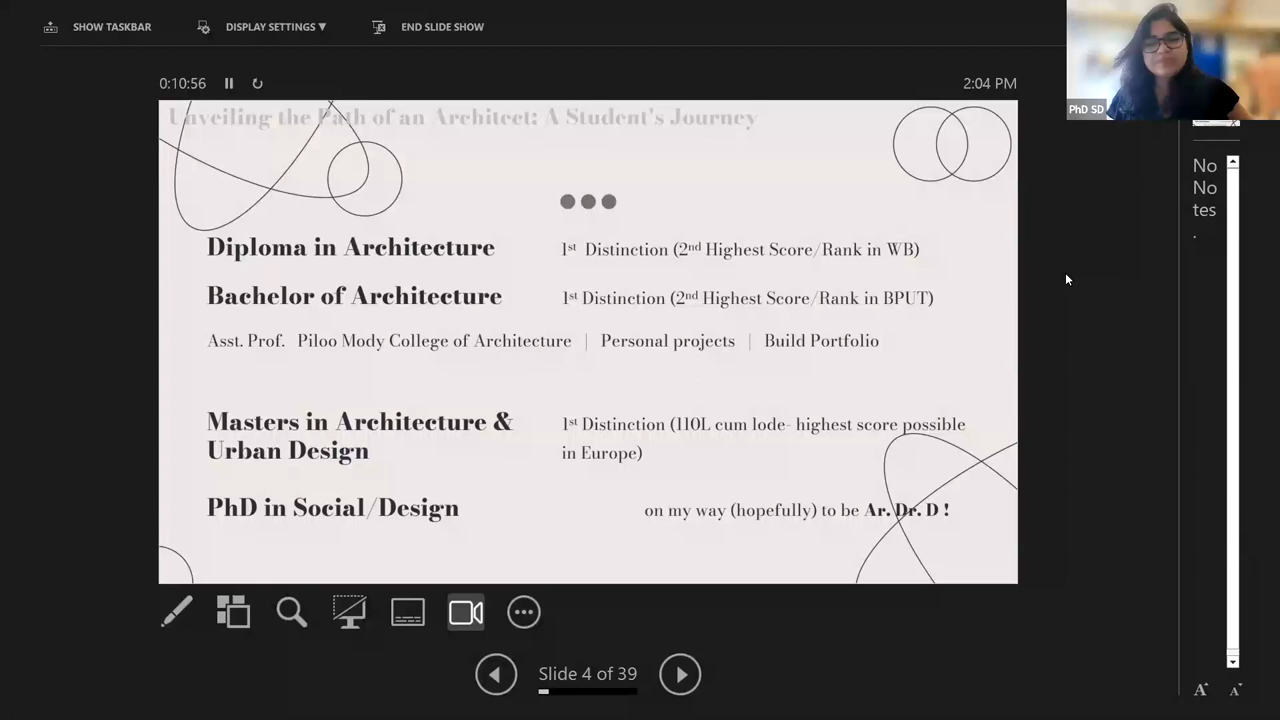 SHOW TASKBAR DISPLAY SETTINGS ▼ END SLIDE SHOW
0:10:56 2:04 PM
PhD SD
Unveiling the Path of an Architect: A Student's Journey
Diploma in Architecture 1st Distinction (2nd Highest Score/Rank in WB)
Bachelor of Architecture 1st Distinction (2nd Highest Score/Rank in BPUT)
Asst. Prof. Piloo Mody College of Architecture | Personal projects | Build Portfolio
Masters in Architecture & 1st Distinction (110L cum lode- highest score possible
Urban Design in Europe)
PhD in Social/Design on my way (hopefully) to be Ar. Dr. D !
No
No
tes
.
Slide 4 of 39
A A